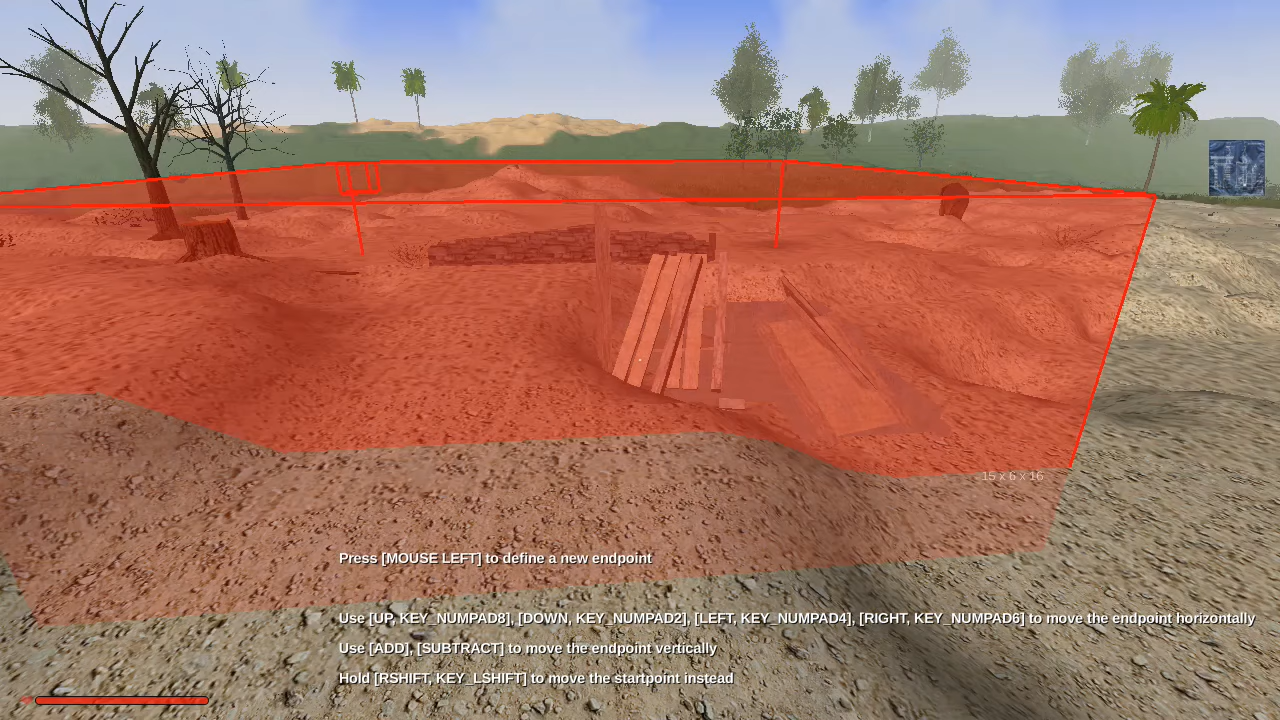 15 x 6 x 16
Press [MOUSE LEFT] to define a new endpoint
Use [UP, KEY_NUMPAD8], [DOWN, KEY_NUMPAD2], [LEFT, KEY_NUMPAD4], [RIGHT, KEY_NUMPAD6] to move the endpoint horizontally
Use [ADD], [SUBTRACT] to move the endpoint vertically
Hold [RSHIFT, KEY_LSHIFT] to move the startpoint instead